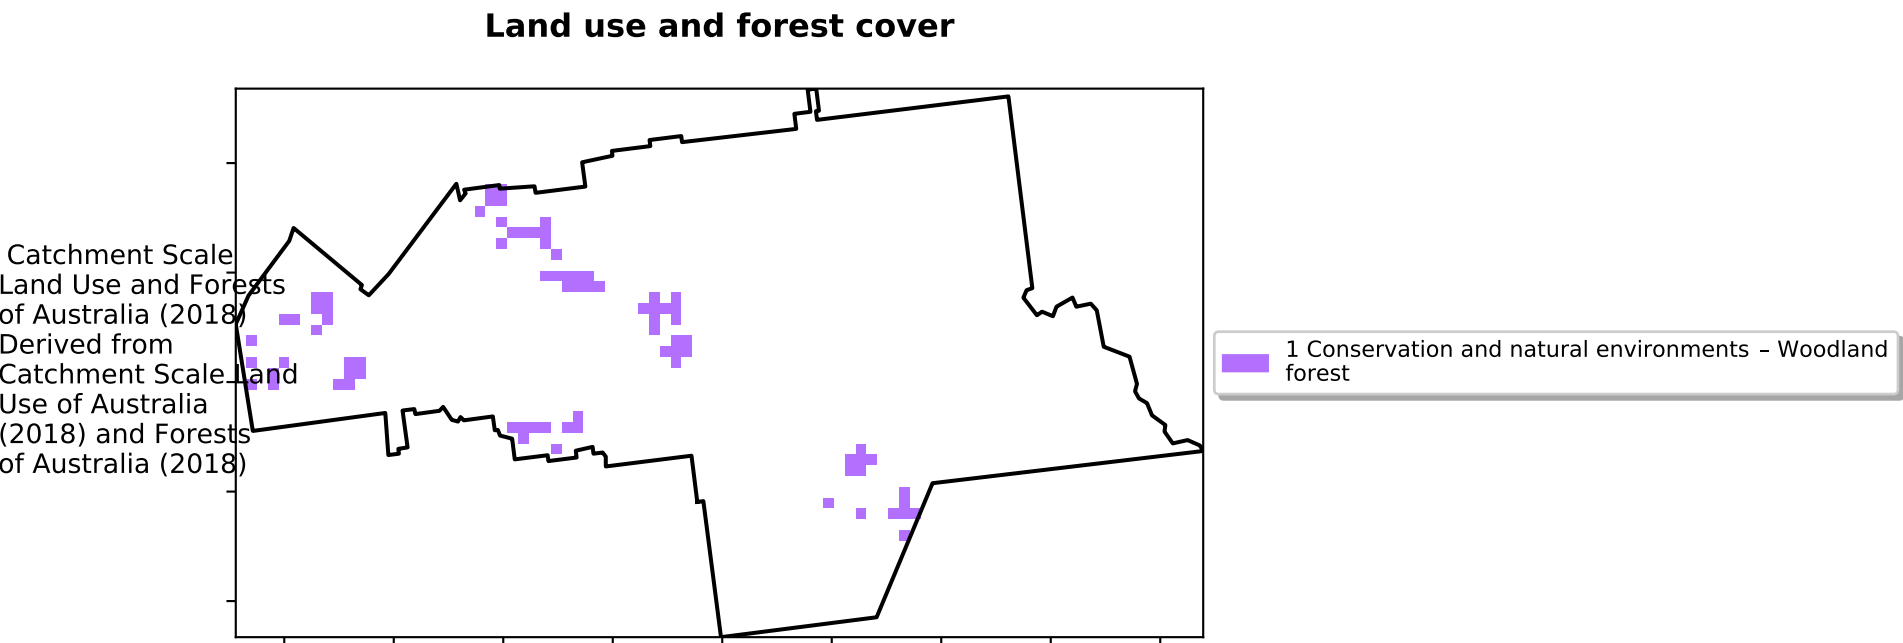 Land use and forest cover
Catchment Scale
Land Use and Forests
of Australia (2018)
Derived from
Catchment Scale Land
Use of Australia
(2018) and Forests
of Australia (2018)
1 Conservation and natural environments – Woodland
forest